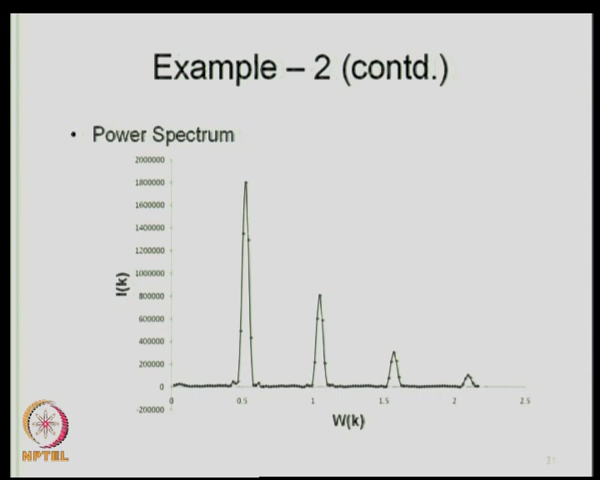 Example – 2 (contd.)
• Power Spectrum
2000000
1800000
1600000
1400000
1200000
1000000
800000
600000
400000
200000
0
-200000
I(k)
0 0.5 1 1.5 2 2.5
W(k)
NPTEL